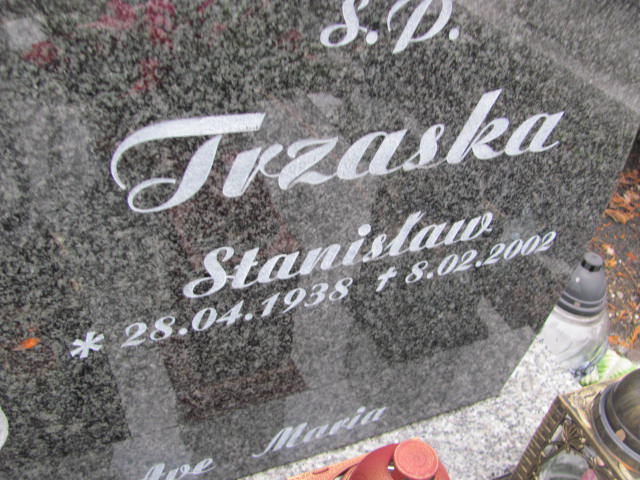 Ś.P.
Trzaska
Stanisław
* 28.04.1938 ✝ 8.02.2002
Ave Maria